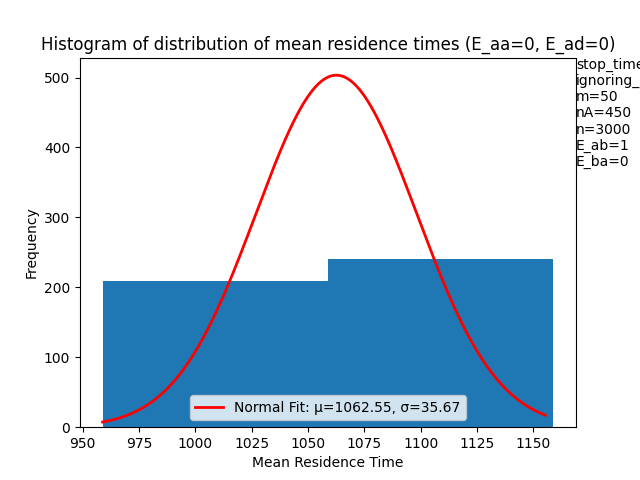 Histogram of distribution of mean residence times (E_aa=0, E_ad=0)
stop_time
ignoring_
m=50
nA=450
n=3000
E_ab=1
E_ba=0
500
400
300
200
100
0
Frequency
Normal Fit: μ=1062.55, σ=35.67
950 975 1000 1025 1050 1075 1100 1125 1150
Mean Residence Time